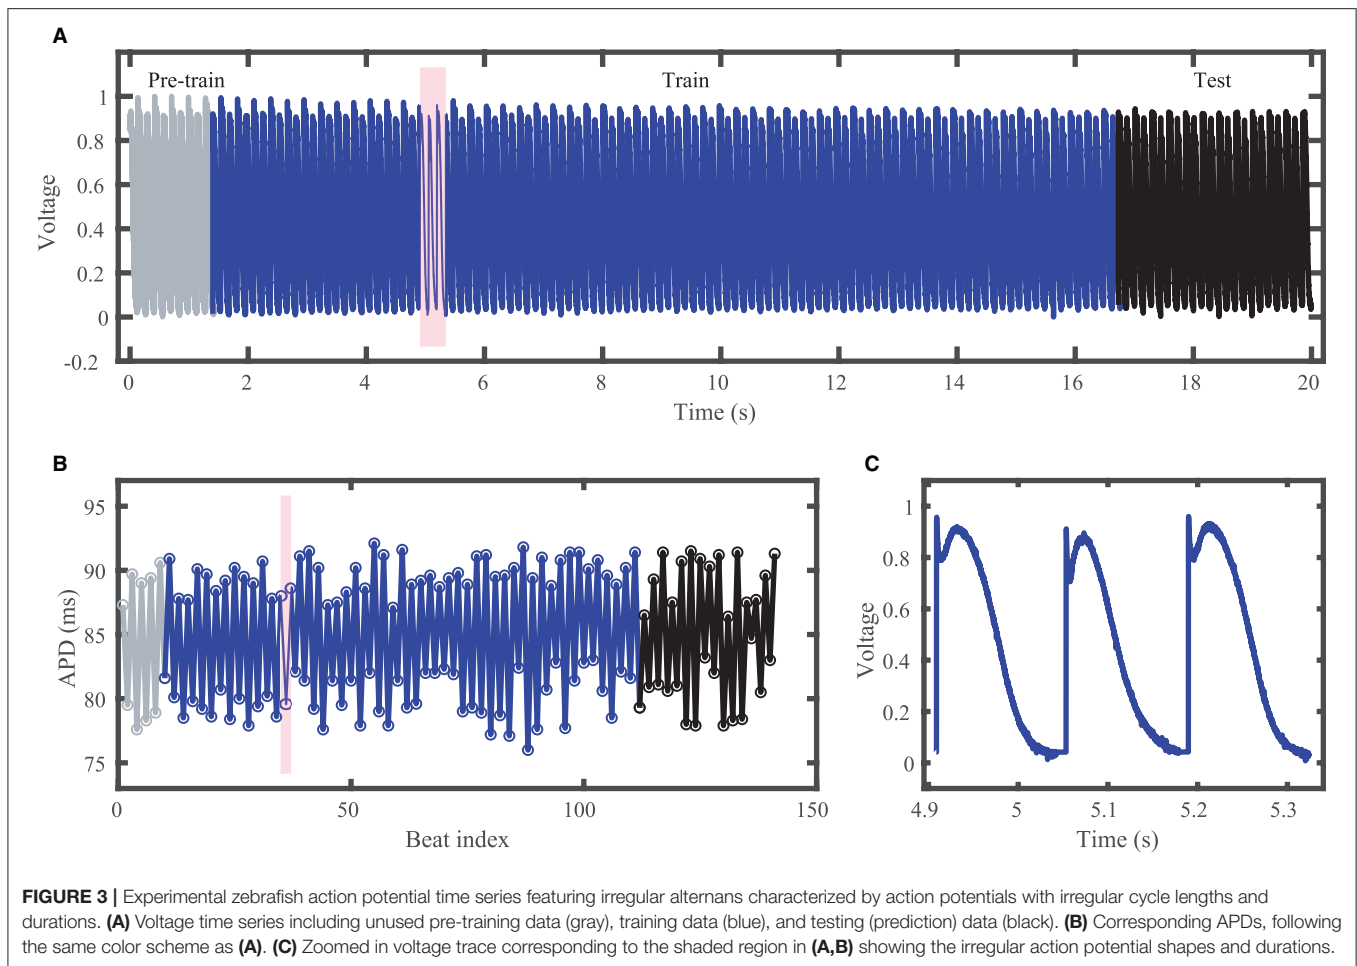 A
Pre-train Train Test
1
0.8
0.6
0.4
0.2
0
-0.2
Voltage
0 2 4 6 8 10 12 14 16 18 20
Time (s)
B
95
90
85
80
75
APD (ms)
0 50 100 150
Beat index
C
1
0.8
0.6
0.4
0.2
0
Voltage
4.9 5 5.1 5.2 5.3
Time (s)
FIGURE 3 | Experimental zebrafish action potential time series featuring irregular alternans characterized by action potentials with irregular cycle lengths and
durations. (A) Voltage time series including unused pre-training data (gray), training data (blue), and testing (prediction) data (black). (B) Corresponding APDs, following
the same color scheme as (A). (C) Zoomed in voltage trace corresponding to the shaded region in (A,B) showing the irregular action potential shapes and durations.